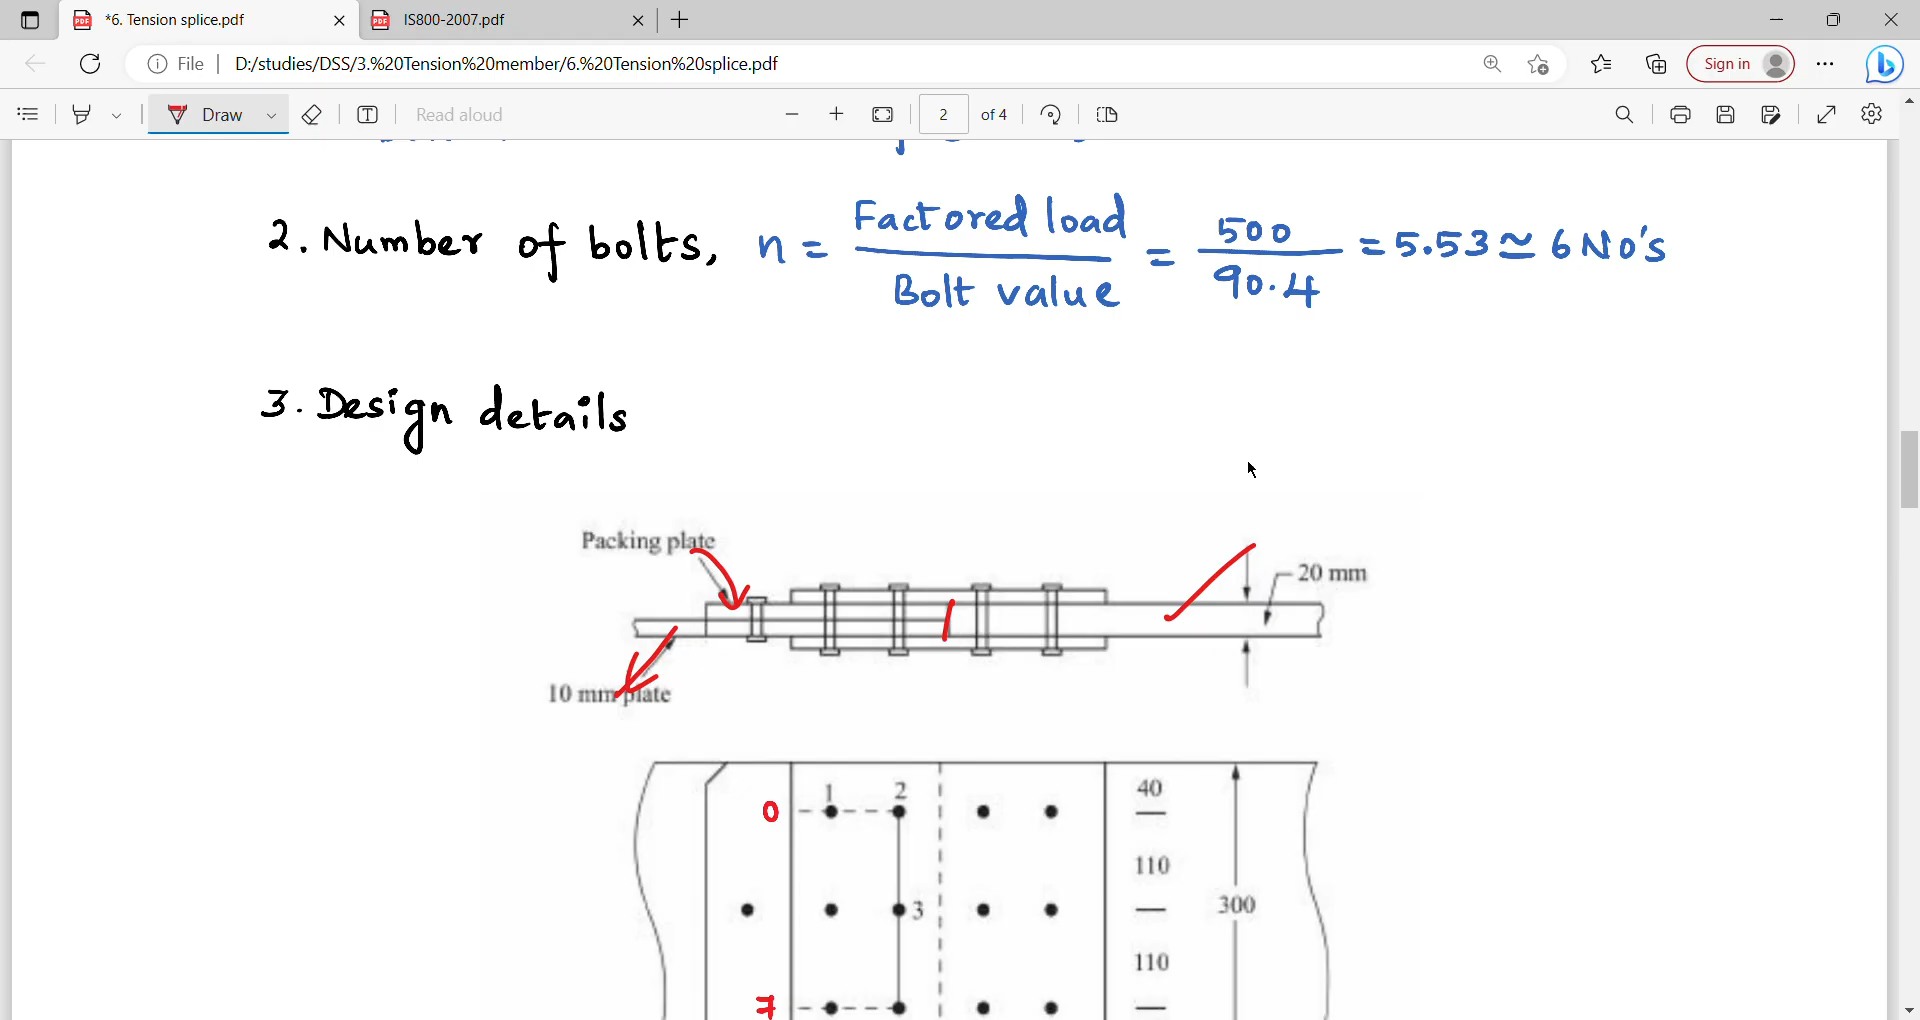 *6. Tension splice.pdf
IS800-2007.pdf
File
D:/studies/DSS/3.%20Tension%20member/6.%20Tension%20splice.pdf
Sign in
Draw
Read aloud
2 of 4
2. Number of bolts, n = Factored load / Bolt value = 500 / 90.4 = 5.53 ≃ 6 No's
3. Design details
Packing plate
20 mm
10 mm plate
1 2 40
0
110
3 300
110
7